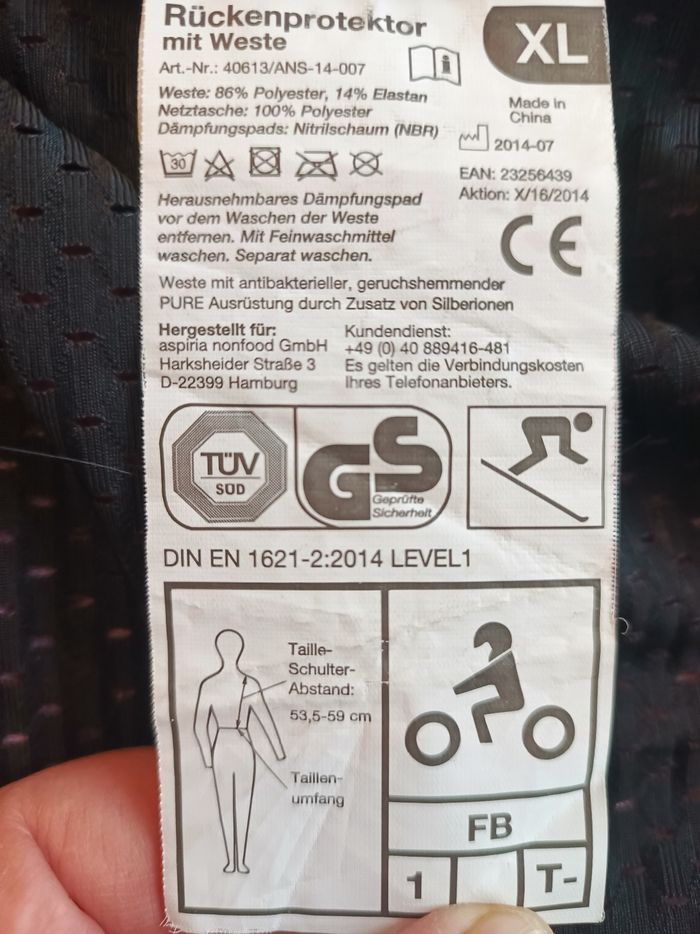 Rückenprotektor
mit Weste
XL
Art.-Nr.: 40613/ANS-14-007
Weste: 86% Polyester, 14% Elastan
Netztasche: 100% Polyester
Dämpfungspads: Nitrilschaum (NBR)
Made in
China
2014-07
30
EAN: 23256439
Aktion: X/16/2014
Herausnehmbares Dämpfungspad
vor dem Waschen der Weste
entfernen. Mit Feinwaschmittel
waschen. Separat waschen.
CE
Weste mit antibakterieller, geruchshemmender
PURE Ausrüstung durch Zusatz von Silberionen
Hergestellt für:
aspiria nonfood GmbH
Harksheider Straße 3
D-22399 Hamburg
Kundendienst:
+49 (0) 40 889416-481
Es gelten die Verbindungskosten
Ihres Telefonanbieters.
TÜV
SÜD
GS
Geprüfte
Sicherheit
DIN EN 1621-2:2014 LEVEL1
Taille-
Schulter-
Abstand:
53,5-59 cm
Taillen-
umfang
FB
1
T-